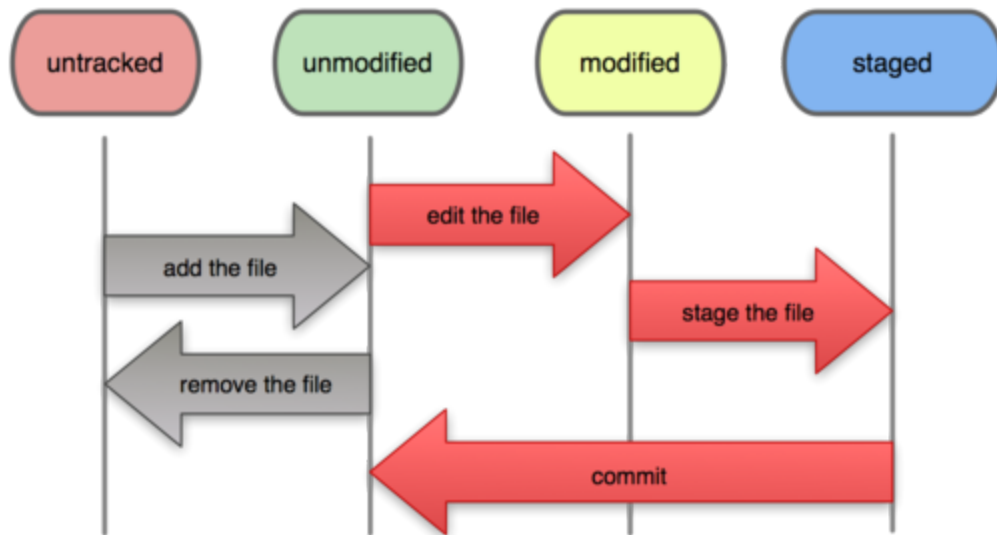 untracked
unmodified
modified
staged
edit the file
add the file
stage the file
remove the file
commit